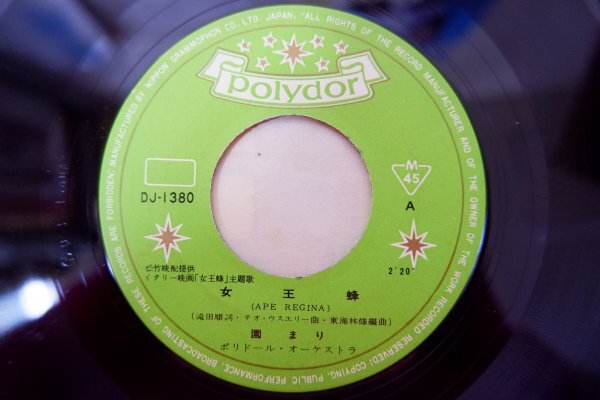 MANUFACTURED BY NIPPON GRAMMOPHON CO., LTD. JAPAN. "ALL RIGHTS OF THE RECORD MANUFACTURER AND OF THE OWNER OF THE WORK RECORDED RESERVED; COPYING, PUBLIC PERFORMANCE, BROADCASTING OF THESE RECORDS ARE FORBIDDEN.
polydor
M
45
DJ-1380
A
2'20"
松竹映配提供
イタリー映画「女王蜂」主題歌
女王蜂
(APE REGINA)
(滝田順詞・テオ・ウスエリー曲・東海林修編曲)
園まり
ポリドール・オーケストラ